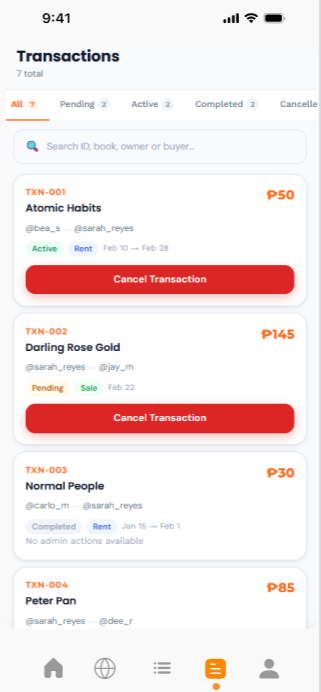 9:41
Transactions
7 total
All 7 Pending 2 Active 2 Completed 2 Cancelle
Search ID, book, owner or buyer...
TXN-001
₱50
Atomic Habits
@bea_s — @sarah_reyes
Active Rent Feb 10 → Feb 28
Cancel Transaction
TXN-002
₱145
Darling Rose Gold
@sarah_reyes — @jay_m
Pending Sale Feb 22
Cancel Transaction
TXN-003
₱30
Normal People
@carlo_m — @sarah_reyes
Completed Rent Jan 15 → Feb 1
No admin actions available
TXN-004
₱85
Peter Pan
@sarah_reyes — @dee_r